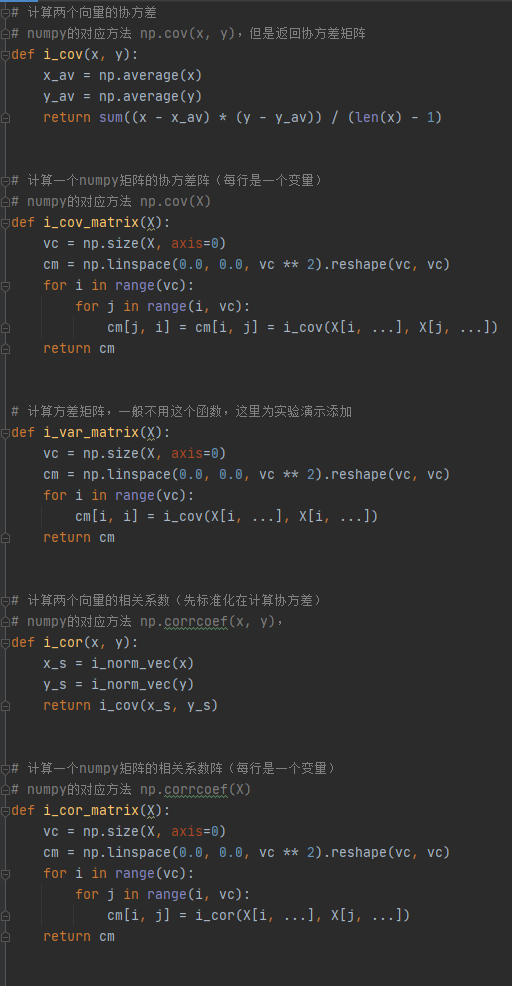 # 计算两个向量的协方差
# numpy的对应方法 np.cov(x, y)，但是返回协方差矩阵
def i_cov(x, y):
    x_av = np.average(x)
    y_av = np.average(y)
    return sum((x - x_av) * (y - y_av)) / (len(x) - 1)
# 计算一个numpy矩阵的协方差阵（每行是一个变量）
# numpy的对应方法 np.cov(X)
def i_cov_matrix(X):
    vc = np.size(X, axis=0)
    cm = np.linspace(0.0, 0.0, vc ** 2).reshape(vc, vc)
    for i in range(vc):
        for j in range(i, vc):
            cm[j, i] = cm[i, j] = i_cov(X[i, ...], X[j, ...])
    return cm
# 计算方差矩阵，一般不用这个函数，这里为实验演示添加
def i_var_matrix(X):
    vc = np.size(X, axis=0)
    cm = np.linspace(0.0, 0.0, vc ** 2).reshape(vc, vc)
    for i in range(vc):
        cm[i, i] = i_cov(X[i, ...], X[i, ...])
    return cm
# 计算两个向量的相关系数（先标准化在计算协方差）
# numpy的对应方法 np.corrcoef(x, y)，
def i_cor(x, y):
    x_s = i_norm_vec(x)
    y_s = i_norm_vec(y)
    return i_cov(x_s, y_s)
# 计算一个numpy矩阵的相关系数阵（每行是一个变量）
# numpy的对应方法 np.corrcoef(X)
def i_cor_matrix(X):
    vc = np.size(X, axis=0)
    cm = np.linspace(0.0, 0.0, vc ** 2).reshape(vc, vc)
    for i in range(vc):
        for j in range(i, vc):
            cm[i, j] = i_cor(X[i, ...], X[j, ...])
    return cm